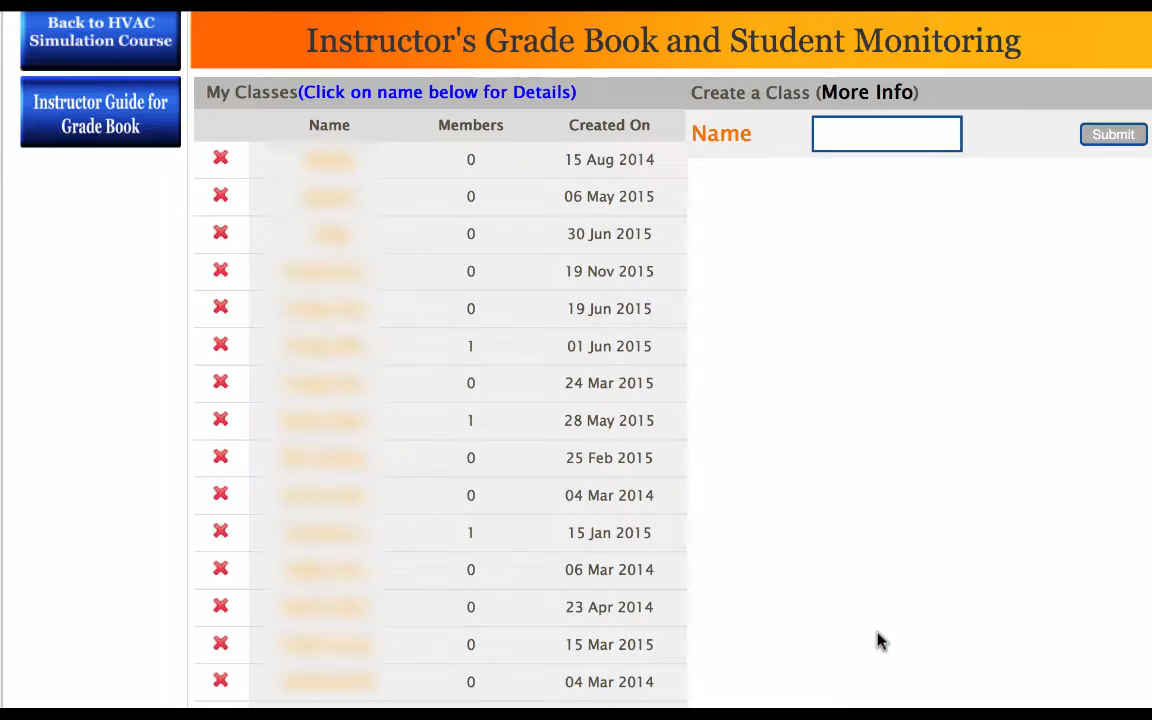 Back to HVAC
Simulation Course
Instructor Guide for
Grade Book
Instructor's Grade Book and Student Monitoring
My Classes(Click on name below for Details)
Name Members Created On
0 15 Aug 2014
0 06 May 2015
0 30 Jun 2015
0 19 Nov 2015
0 19 Jun 2015
1 01 Jun 2015
0 24 Mar 2015
1 28 May 2015
0 25 Feb 2015
0 04 Mar 2014
1 15 Jan 2015
0 06 Mar 2014
0 23 Apr 2014
0 15 Mar 2015
0 04 Mar 2014
Create a Class (More Info)
Name
Submit